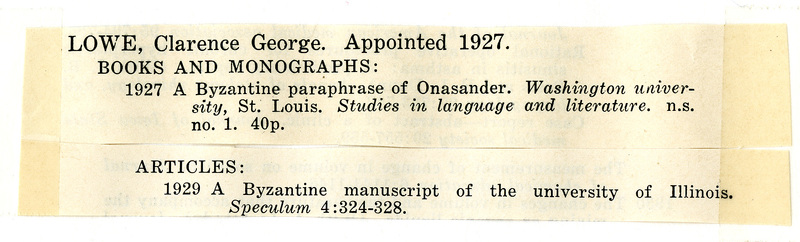 LOWE, Clarence George. Appointed 1927.
BOOKS AND MONOGRAPHS:
1927 A Byzantine paraphrase of Onasander. Washington univer-
sity, St. Louis. Studies in language and literature. n.s.
no. 1. 40p.
ARTICLES:
1929 A Byzantine manuscript of the university of Illinois.
Speculum 4:324-328.